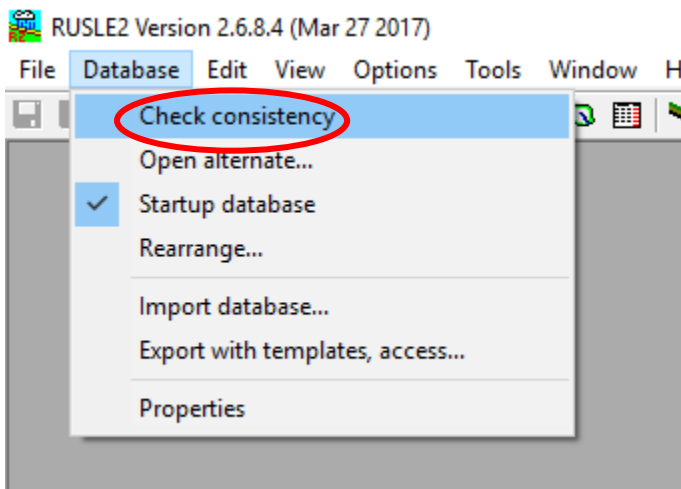 RUSLE2 Version 2.6.8.4 (Mar 27 2017)
File Database Edit View Options Tools Window H
Check consistency
Open alternate...
Startup database
Rearrange...
Import database...
Export with templates, access...
Properties